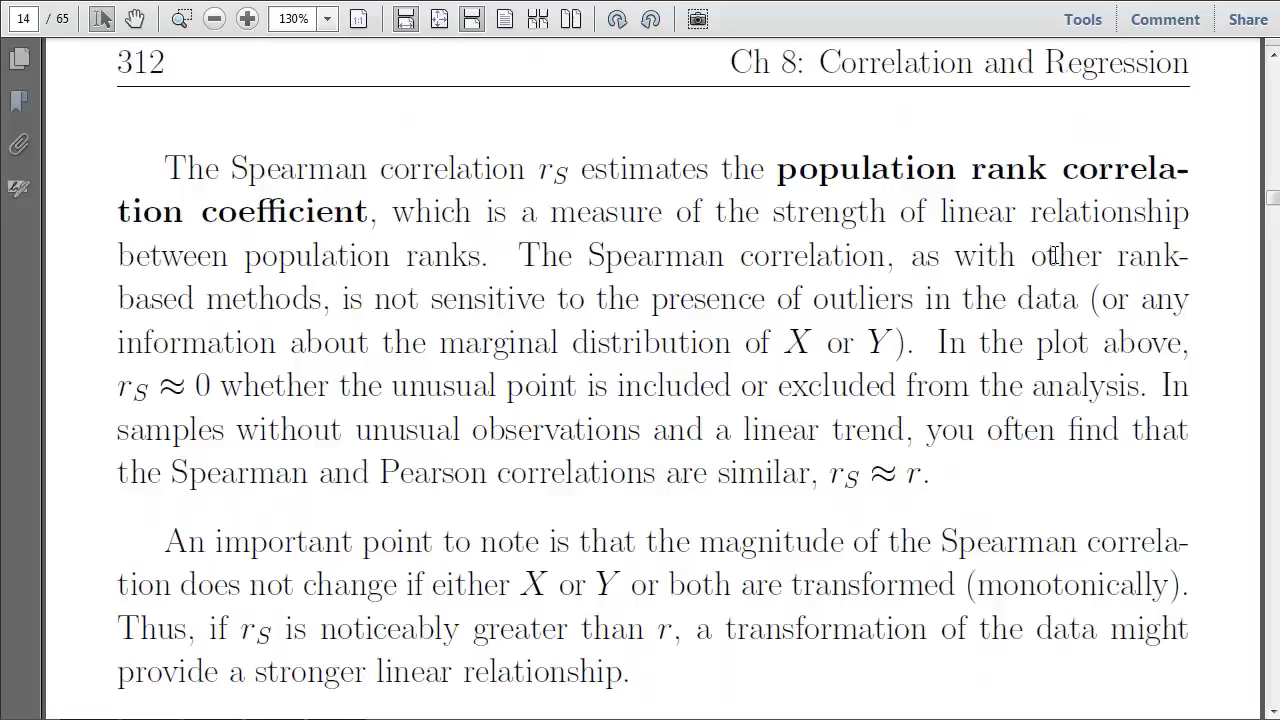 14 / 65 130% Tools Comment Share
312 Ch 8: Correlation and Regression
The Spearman correlation rS estimates the population rank correla-
tion coefficient, which is a measure of the strength of linear relationship
between population ranks. The Spearman correlation, as with other rank-
based methods, is not sensitive to the presence of outliers in the data (or any
information about the marginal distribution of X or Y). In the plot above,
rS ≈ 0 whether the unusual point is included or excluded from the analysis. In
samples without unusual observations and a linear trend, you often find that
the Spearman and Pearson correlations are similar, rS ≈ r.
An important point to note is that the magnitude of the Spearman correla-
tion does not change if either X or Y or both are transformed (monotonically).
Thus, if rS is noticeably greater than r, a transformation of the data might
provide a stronger linear relationship.